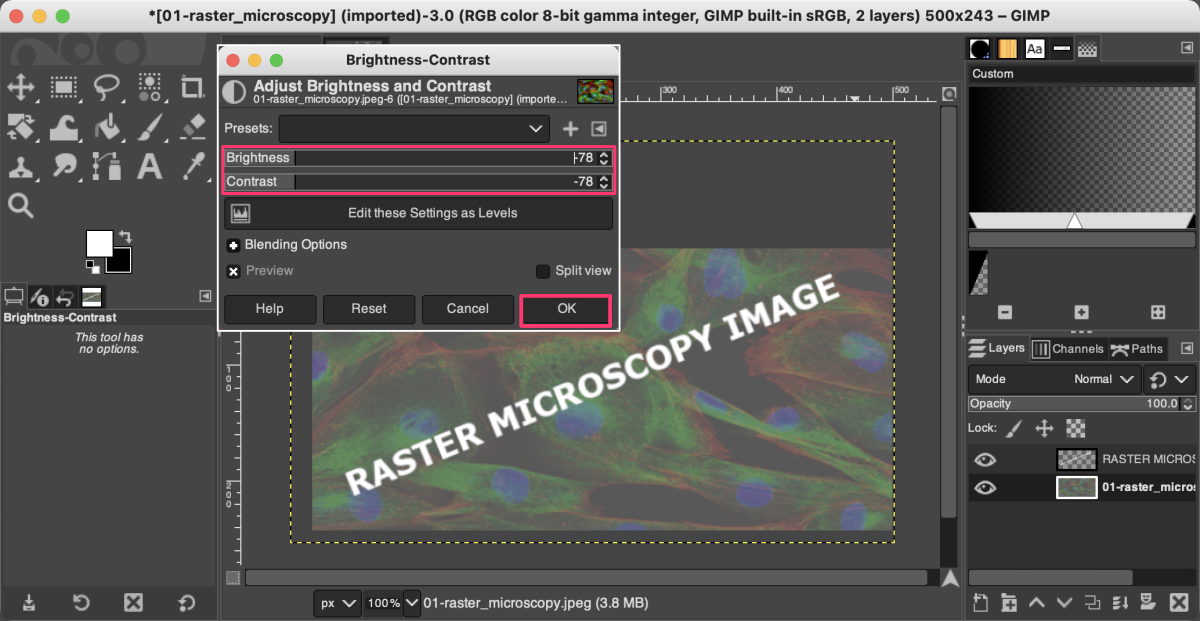 *[01-raster_microscopy] (imported)-3.0 (RGB color 8-bit gamma integer, GIMP built-in sRGB, 2 layers) 500x243 – GIMP
Brightness-Contrast
Adjust Brightness and Contrast
01-raster_microscopy.jpeg-6 ([01-raster_microscopy] (importe...
Presets:
Brightness -78
Contrast -78
Edit these Settings as Levels
Blending Options
Preview Split view
Help Reset Cancel OK
Brightness-Contrast
This tool has
no options.
300 400 500
100
200
RASTER MICROSCOPY IMAGE
px 100% 01-raster_microscopy.jpeg (3.8 MB)
Aa
Custom
Layers Channels Paths
Mode Normal
Opacity 100.0
Lock:
RASTER MICROS
01-raster_micros